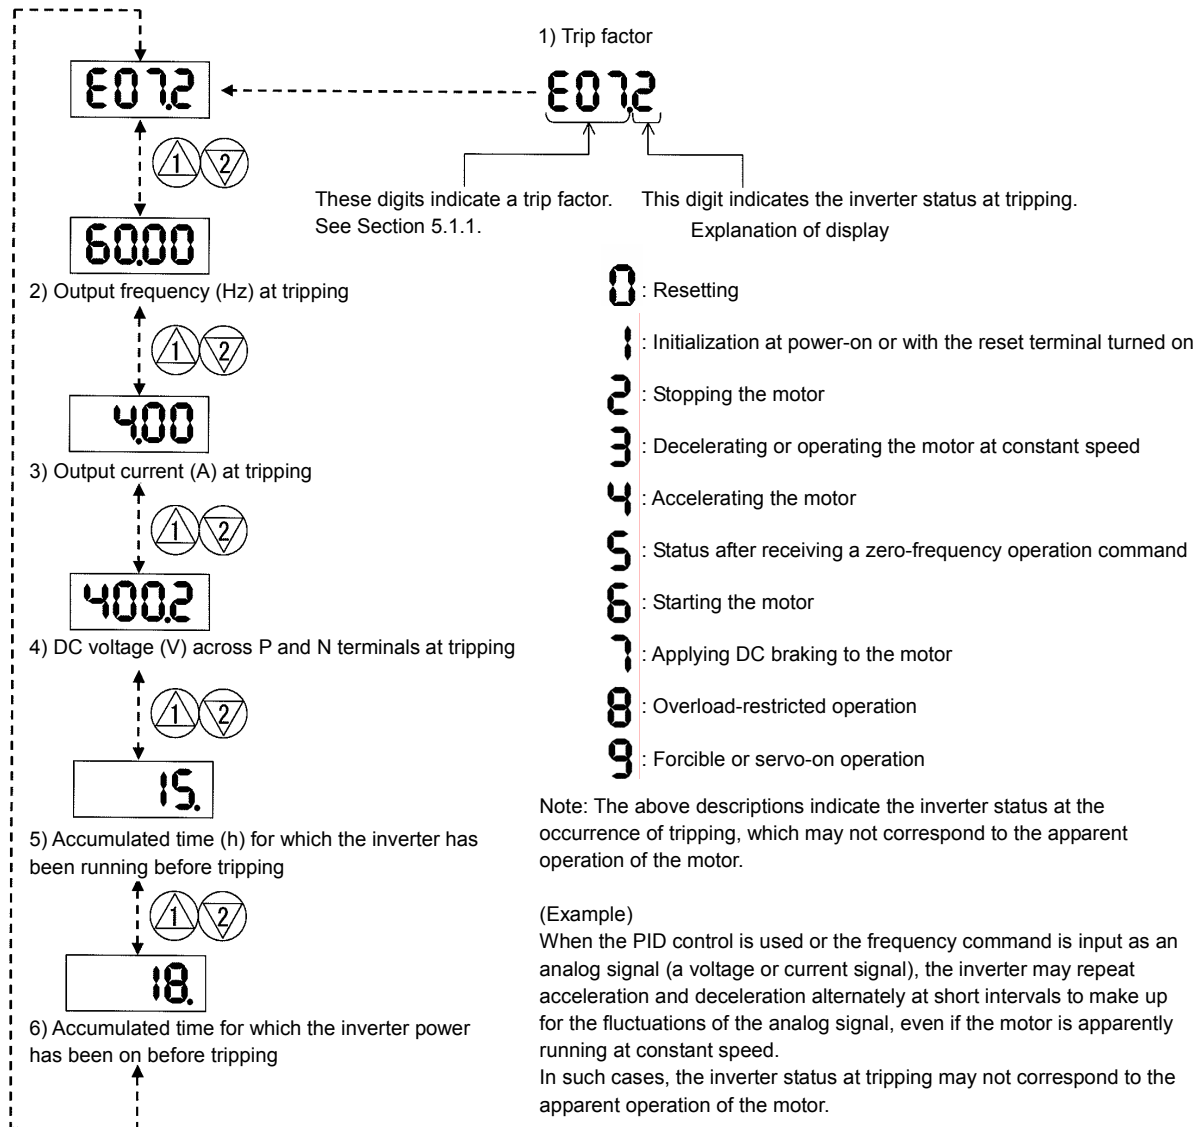 1) Trip factor
E07.2
E07.2
1 2
These digits indicate a trip factor.
See Section 5.1.1.
This digit indicates the inverter status at tripping.
Explanation of display
60.00
2) Output frequency (Hz) at tripping
1 2
4.00
3) Output current (A) at tripping
1 2
400.2
4) DC voltage (V) across P and N terminals at tripping
1 2
15.
5) Accumulated time (h) for which the inverter has
been running before tripping
1 2
18.
6) Accumulated time for which the inverter power
has been on before tripping
0 : Resetting
1 : Initialization at power-on or with the reset terminal turned on
2 : Stopping the motor
3 : Decelerating or operating the motor at constant speed
4 : Accelerating the motor
5 : Status after receiving a zero-frequency operation command
6 : Starting the motor
7 : Applying DC braking to the motor
8 : Overload-restricted operation
9 : Forcible or servo-on operation
Note: The above descriptions indicate the inverter status at the
occurrence of tripping, which may not correspond to the apparent
operation of the motor.
(Example)
When the PID control is used or the frequency command is input as an
analog signal (a voltage or current signal), the inverter may repeat
acceleration and deceleration alternately at short intervals to make up
for the fluctuations of the analog signal, even if the motor is apparently
running at constant speed.
In such cases, the inverter status at tripping may not correspond to the
apparent operation of the motor.